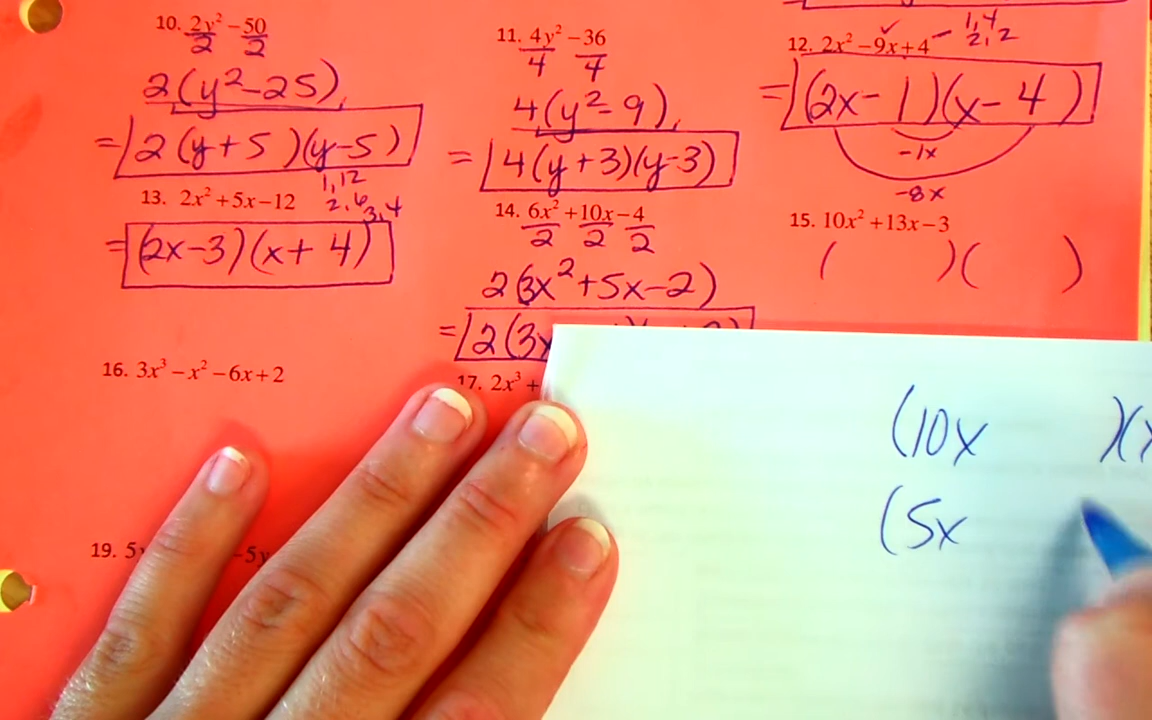 10. 2y² – 50
2 2
2(y²-25)
= 2(y+5)(y-5)
11. 4y² – 36
4 4
4(y²-9)
= 4(y+3)(y-3)
✓ – 1,4
2,2
12. 2x² – 9x + 4
= (2x-1)(x-4)
-1x
-8x
13. 2x² + 5x – 12
1,12
2,6
3,4
= (2x-3)(x+4)
14. 6x² + 10x – 4
2 2 2
2(3x²+5x-2)
= 2(3x
15. 10x² + 13x – 3
( )( )
16. 3x³ – x² – 6x + 2
17. 2x³ +
(10x )(x
(5x
19. 5
–5y